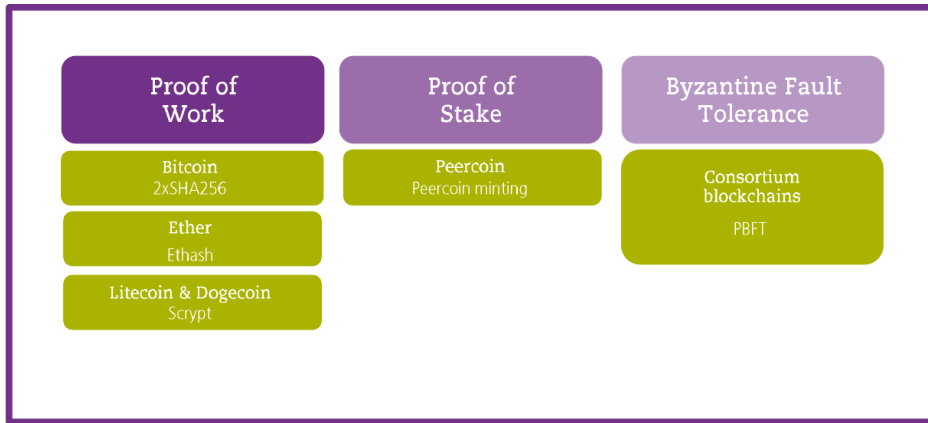 Proof of
Work
Bitcoin
2xSHA256
Ether
Ethash
Litecoin & Dogecoin
Scrypt
Proof of
Stake
Peercoin
Peercoin minting
Byzantine Fault
Tolerance
Consortium
blockchains
PBFT